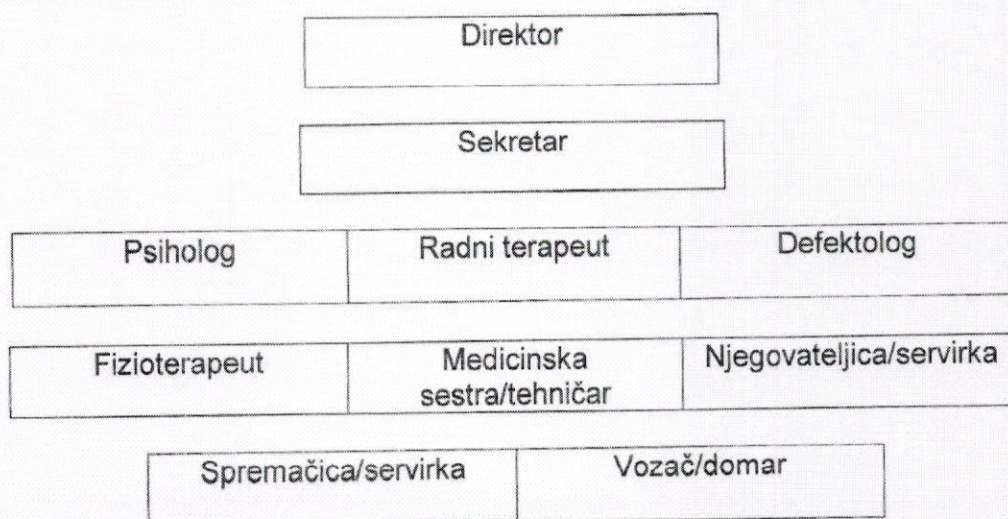 Direktor
Sekretar
Psiholog
Radni terapeut
Defektolog
Fizioterapeut
Medicinska
sestra/tehničar
Njegovateljica/servirka
Spremačica/servirka
Vozač/domar